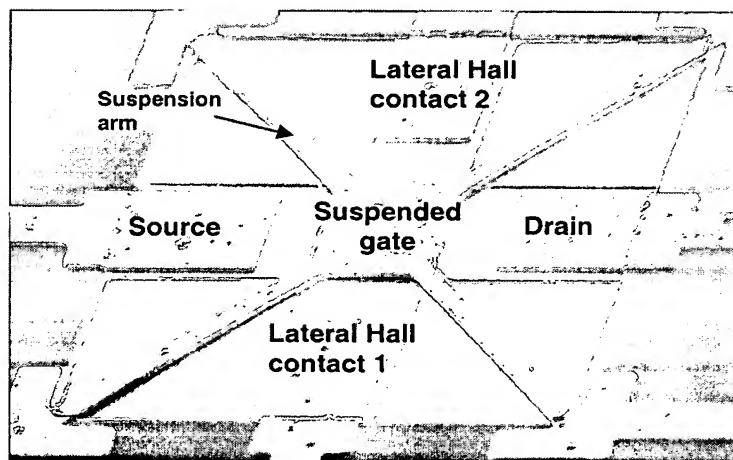 Lateral Hall
contact 2
Suspension
arm
Source
Suspended
gate
Drain
Lateral Hall
contact 1